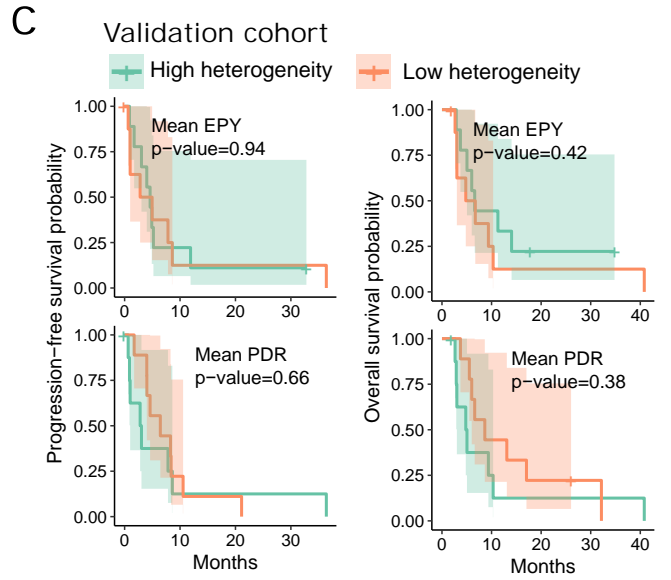 C
Validation cohort
High heterogeneity
Low heterogeneity
Progression−free survival probability
1.00
0.75
0.50
0.25
0.00
Mean EPY
p−value=0.94
0
10
20
30
Overall survival probability
1.00
0.75
0.50
0.25
0.00
Mean EPY
p−value=0.42
0
10
20
30
40
1.00
0.75
0.50
0.25
0.00
Mean PDR
p−value=0.66
0
10
20
30
Months
1.00
0.75
0.50
0.25
0.00
Mean PDR
p−value=0.38
0
10
20
30
40
Months